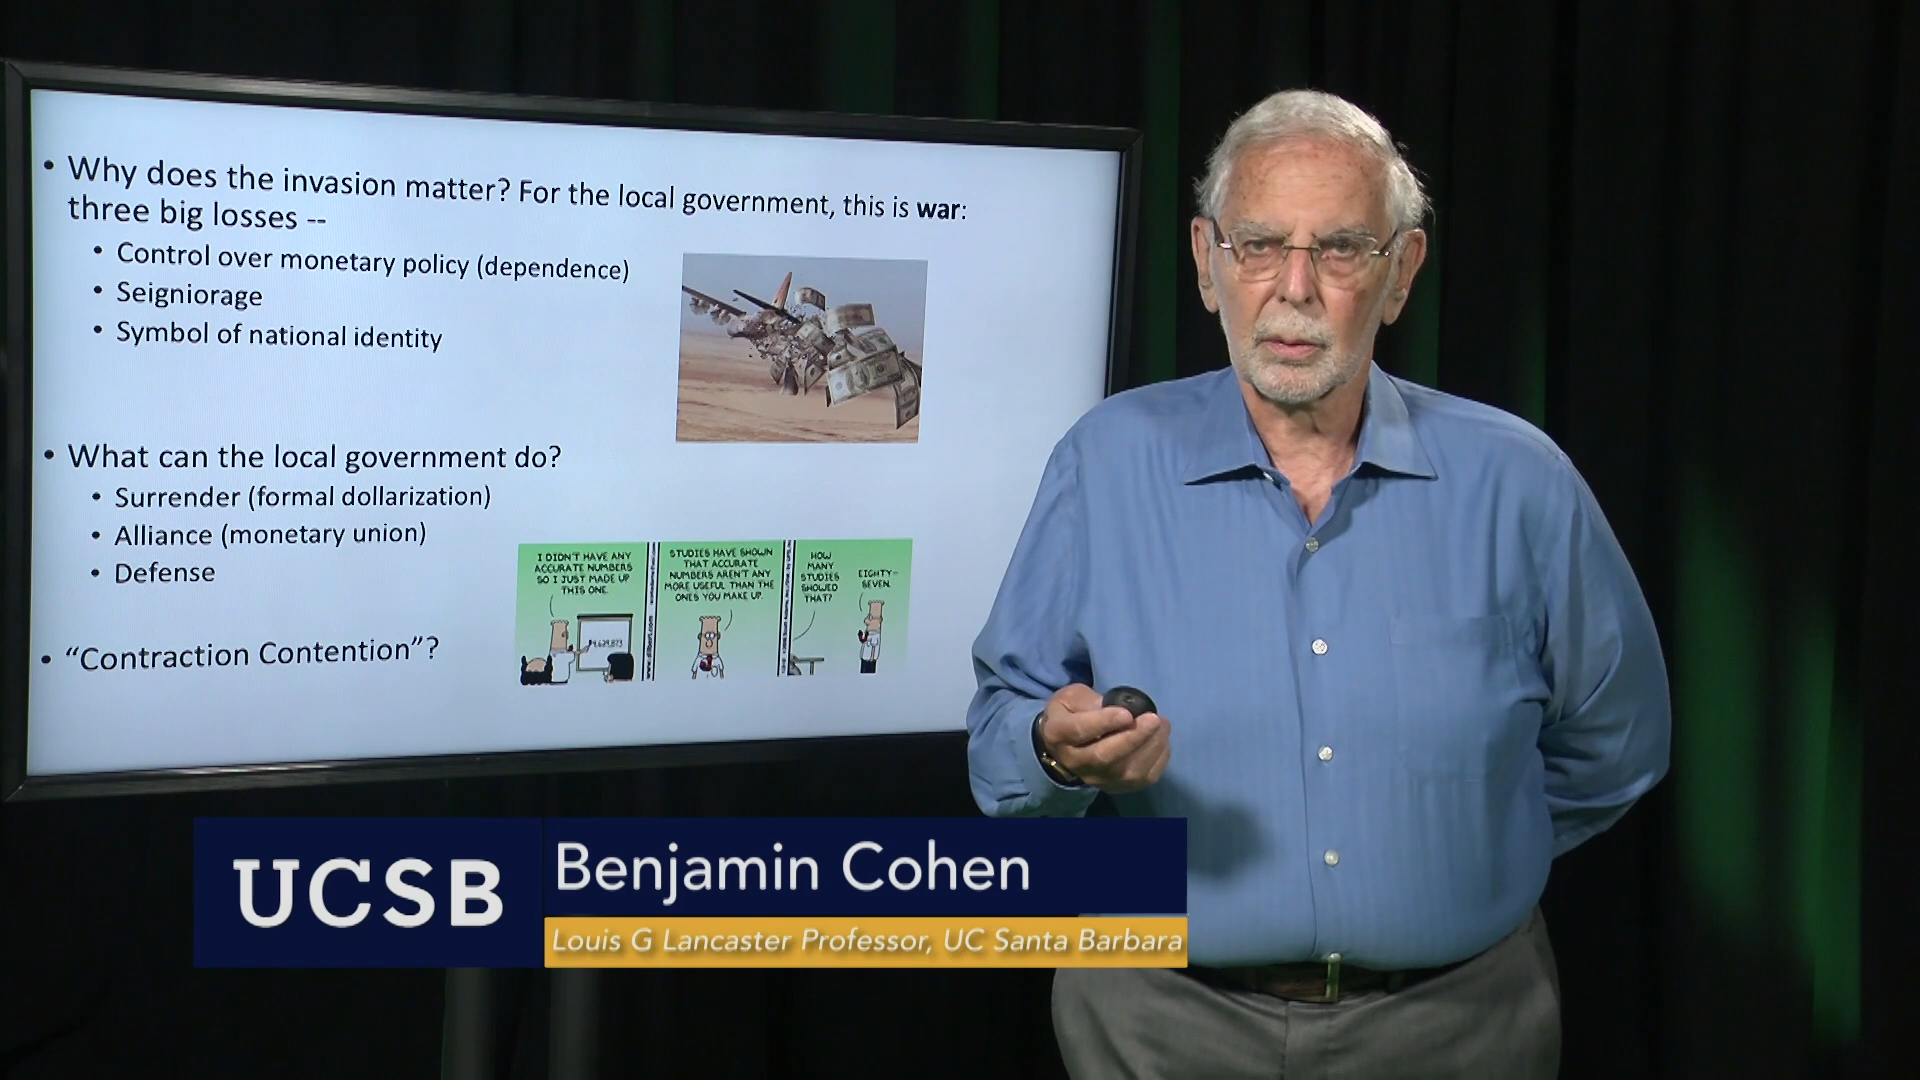 • Why does the invasion matter? For the local government, this is war:
three big losses --
• Control over monetary policy (dependence)
• Seigniorage
• Symbol of national identity
• What can the local government do?
• Surrender (formal dollarization)
• Alliance (monetary union)
• Defense
I DIDN'T HAVE ANY
ACCURATE NUMBERS
SO I JUST MADE UP
THIS ONE.
STUDIES HAVE SHOWN
THAT ACCURATE
NUMBERS AREN'T ANY
MORE USEFUL THAN THE
ONES YOU MAKE UP.
HOW
MANY
STUDIES
SHOWED
THAT?
EIGHTY-
SEVEN.
www.dilbert.com
• "Contraction Contention"?
UCSB
Benjamin Cohen
Louis G Lancaster Professor, UC Santa Barbara